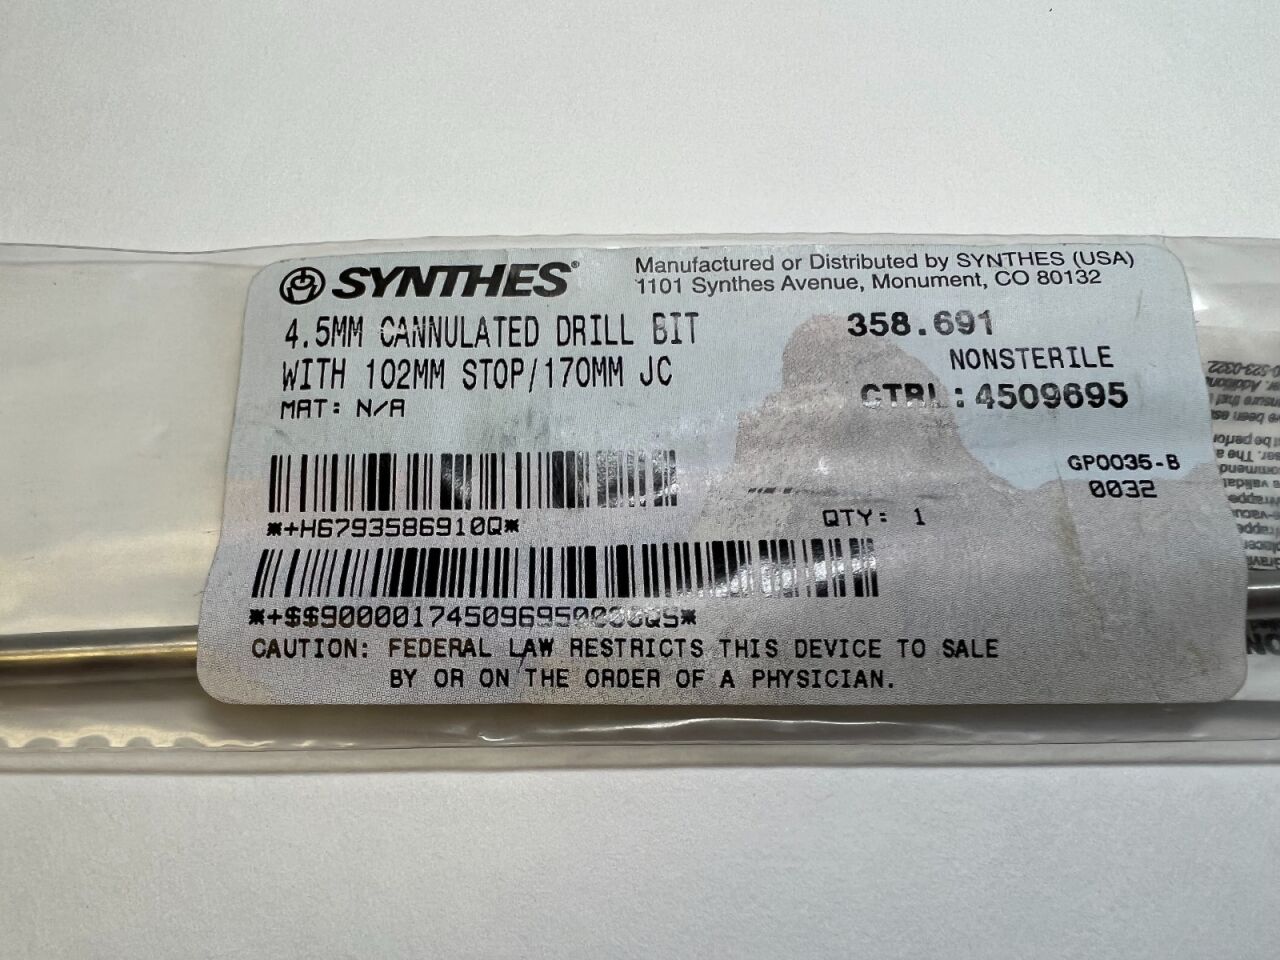 SYNTHES®
Manufactured or Distributed by SYNTHES (USA)
1101 Synthes Avenue, Monument, CO 80132
4.5MM CANNULATED DRILL BIT
WITH 102MM STOP/170MM JC
MAT: N/A
358.691
NONSTERILE
CTRL: 4509695
GP0035-B
0032
*+H6793586910Q*
QTY: 1
*+$$9000017450969500000QS*
CAUTION: FEDERAL LAW RESTRICTS THIS DEVICE TO SALE
BY OR ON THE ORDER OF A PHYSICIAN.